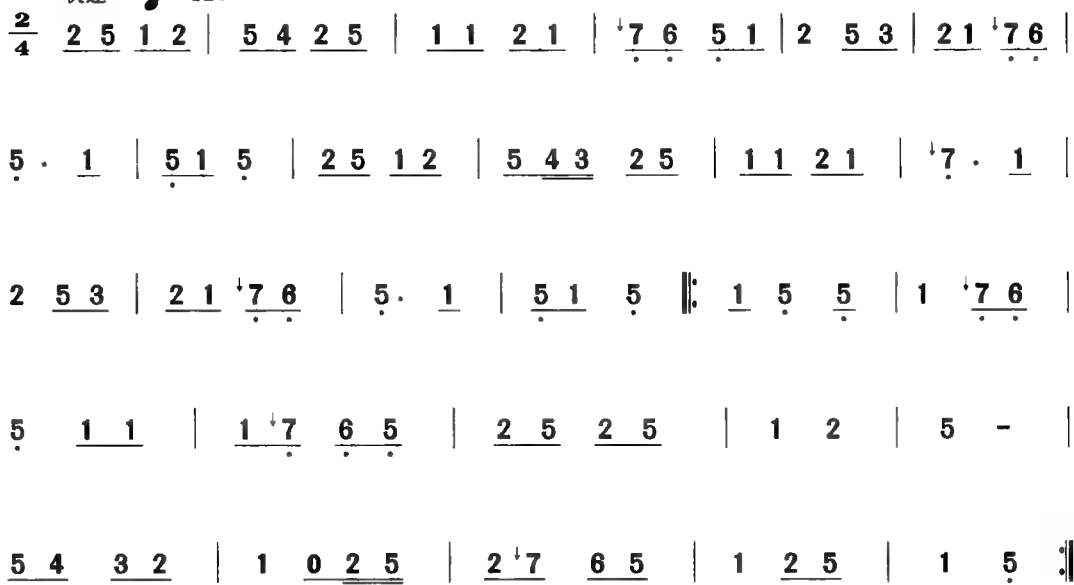 2/4 2 5 1 2 | 5 4 2 5 | 1 1 2 1 | ↓7̣ 6̣ 5̣ 1 | 2 5 3 | 2 1 ↓7̣ 6̣ |
5̣ · 1 | 5̣ 1 5̣ | 2 5 1 2 | 5 4 3 2 5 | 1 1 2 1 | ↓7̣ · 1 |
2 5 3 | 2 1 ↓7̣ 6̣ | 5̣ · 1 | 5̣ 1 5̣ ‖: 1 5̣ 5̣ | 1 ↓7̣ 6̣ |
5̣ 1 1 | 1 ↓7̣ 6̣ 5̣ | 2 5 2 5 | 1 2 | 5 - |
5 4 3 2 | 1 0 2 5 | 2 ↓7 6 5 | 1 2 5 | 1 5 :‖